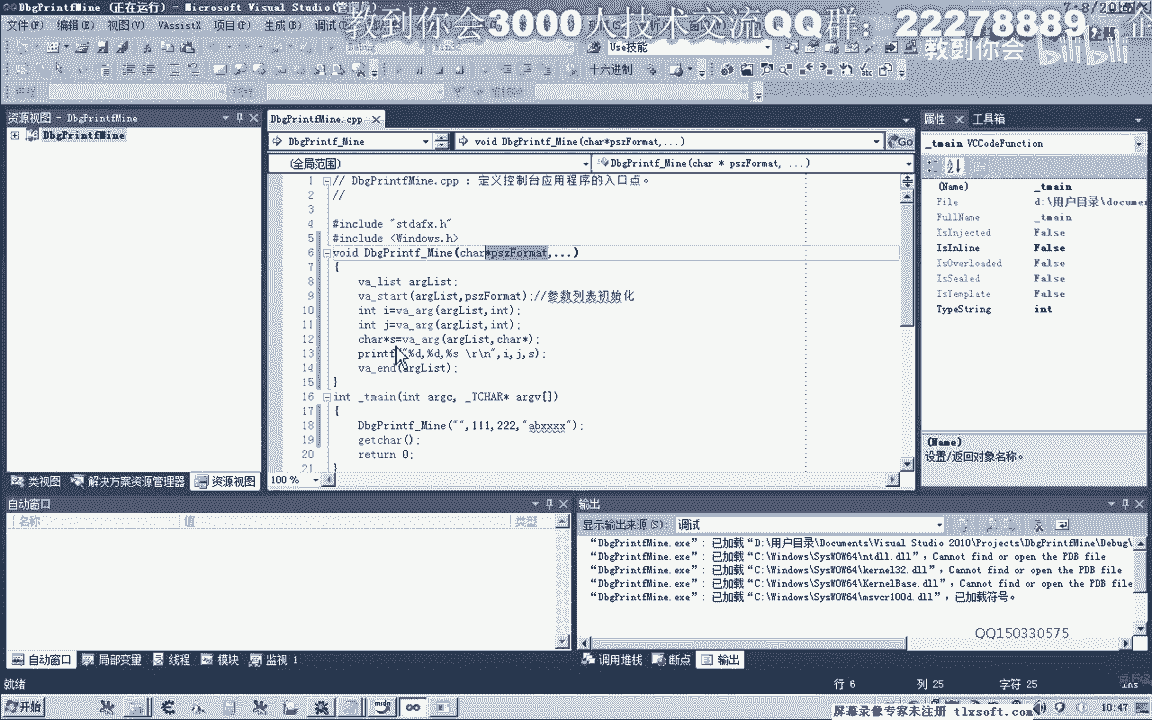 DbgPrintfMine (正在运行) - Microsoft Visual Studio(管
教到你会3000人技术交流QQ群: 22278889
教到你会 bilibili
文件(F) 编辑(E) 视图(V) VAssistX 项目(P) 生成(B) 调试
Use技能
十六进制
资源视图 - DbgPrintfMine
DbgPrintfMine
类视图 解决方案资源管理器 资源视图
DbgPrintfMine.cpp
DbgPrintf_Mine void DbgPrintf_Mine(char*pszFormat,...) Go
(全局范围) DbgPrintf_Mine(char * pszFormat, ...)
1 // DbgPrintfMine.cpp : 定义控制台应用程序的入口点。
2 //
3
4 #include "stdafx.h"
5 #include <Windows.h>
6 void DbgPrintf_Mine(char*pszFormat,...)
7 {
8 va_list argList;
9 va_start(argList,pszFormat);//参数列表初始化
10 int i=va_arg(argList,int);
11 int j=va_arg(argList,int);
12 char*s=va_arg(argList,char*);
13 printf("%d,%d,%s \r\n",i,j,s);
14 va_end(argList);
15 }
16 int _tmain(int argc, _TCHAR* argv[])
17 {
18 DbgPrintf_Mine("",111,222,"abxxxx");
19 getchar();
20 return 0;
21 }
100 %
属性 工具箱
_tmain VCCodeFunction
(Name) _tmain
File d:\用户目录\docume
FullName _tmain
IsInjected False
IsInline False
IsOverloaded False
IsSealed False
IsTemplate False
TypeString int
(Name)
设置/返回对象名称。
自动窗口
名称 值 类型
自动窗口 局部变量 线程 模块 监视 1
输出
显示输出来源(S): 调试
“DbgPrintfMine.exe”: 已加载“D:\用户目录\Documents\Visual Studio 2010\Projects\DbgPrintfMine\Debug\
“DbgPrintfMine.exe”: 已加载“C:\Windows\SysWOW64\ntdll.dll”，Cannot find or open the PDB file
“DbgPrintfMine.exe”: 已加载“C:\Windows\SysWOW64\kernel32.dll”，Cannot find or open the PDB file
“DbgPrintfMine.exe”: 已加载“C:\Windows\SysWOW64\KernelBase.dll”，Cannot find or open the PDB file
“DbgPrintfMine.exe”: 已加载“C:\Windows\SysWOW64\msvcr100d.dll”，已加载符号。
QQ150330575
调用堆栈 断点 输出
就绪 行 6 列 25 字符 25 Ins
开始 屏幕录像专家未注册 tlxsoft.com 10:47